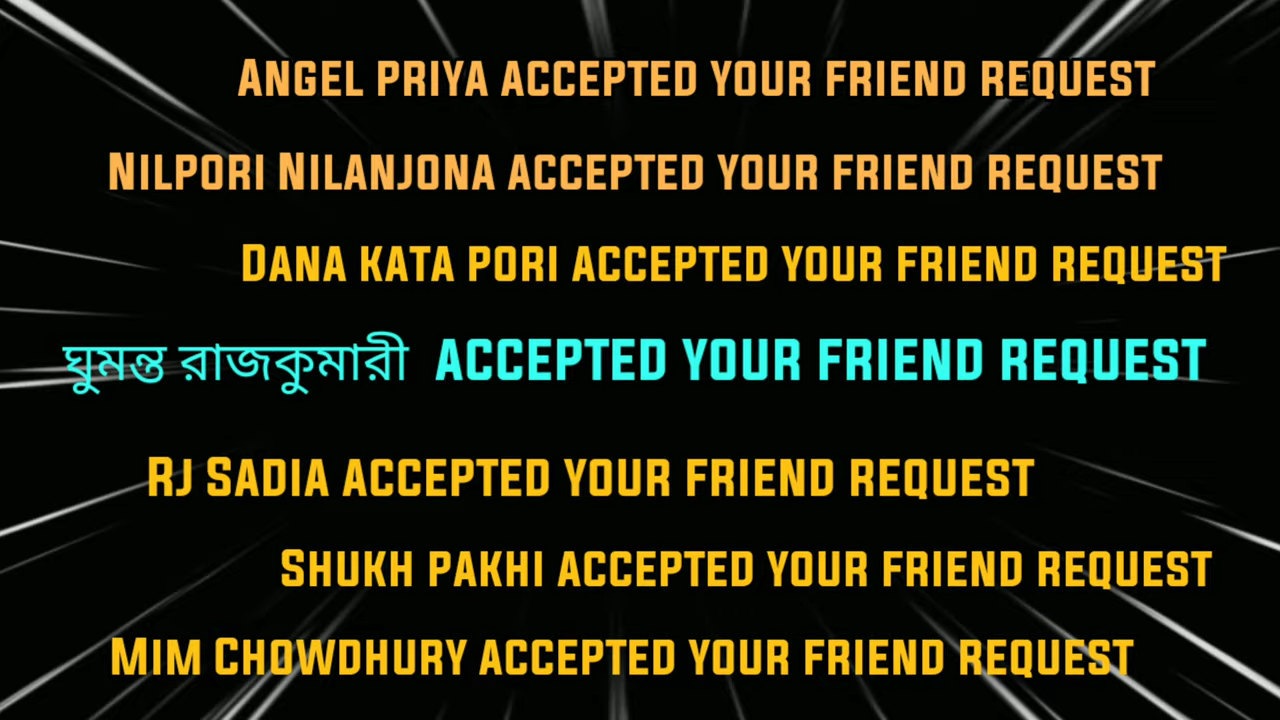 Angel priya accepted your friend request
Nilpori Nilanjona accepted your friend request
Dana kata pori accepted your friend request
ঘুমন্ত রাজকুমারী accepted your friend request
Rj Sadia accepted your friend request
Shukh pakhi accepted your friend request
Mim Chowdhury accepted your friend request